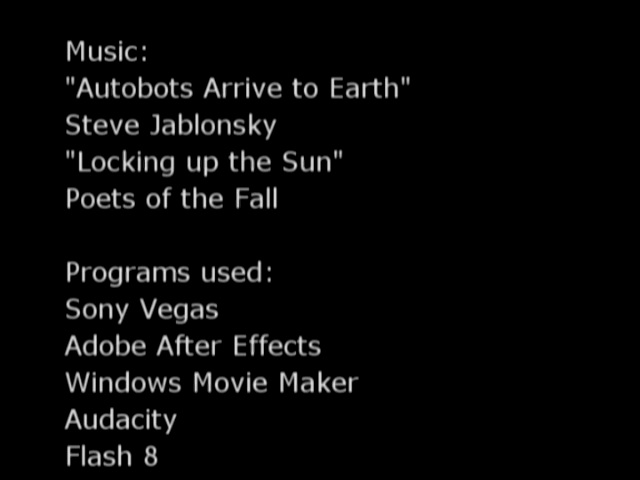 Music:
"Autobots Arrive to Earth"
Steve Jablonsky
"Locking up the Sun"
Poets of the Fall
Programs used:
Sony Vegas
Adobe After Effects
Windows Movie Maker
Audacity
Flash 8